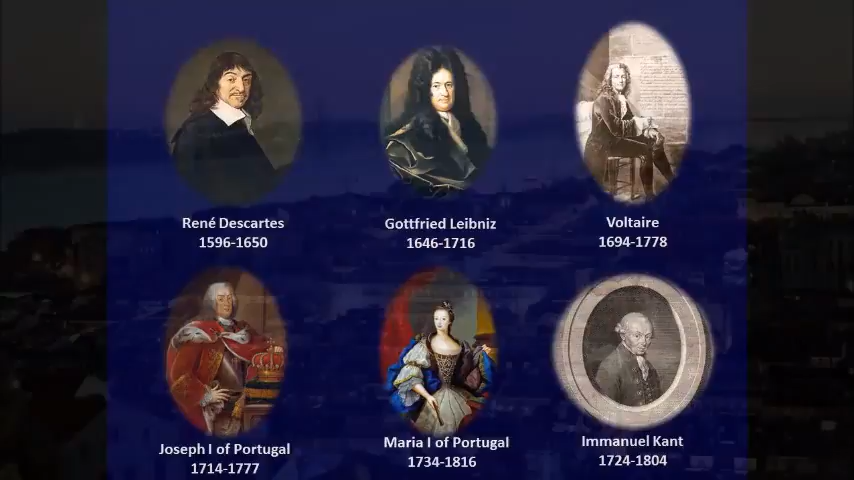 René Descartes
1596-1650
Gottfried Leibniz
1646-1716
Voltaire
1694-1778
Joseph I of Portugal
1714-1777
Maria I of Portugal
1734-1816
Immanuel Kant
1724-1804